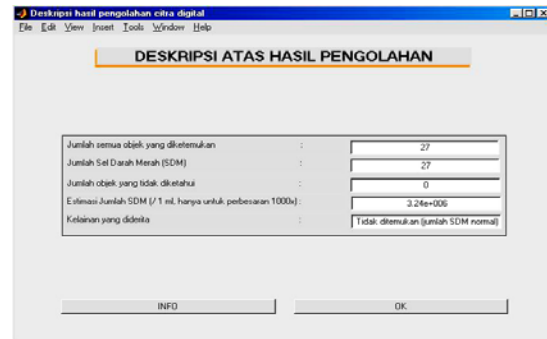 Deskripsi hasil pengolahan citra digital
File Edit View Insert Tools Window Help
DESKRIPSI ATAS HASIL PENGOLAHAN
Jumlah semua objek yang diketemukan : 27
Jumlah Sel Darah Merah (SDM) : 27
Jumlah objek yang tidak diketahui : 0
Estimasi Jumlah SDM (/ 1 ml, hanya untuk perbesaran 1000x) : 3.24e+006
Kelainan yang diderita : Tidak ditemukan (jumlah SDM normal)
INFO OK